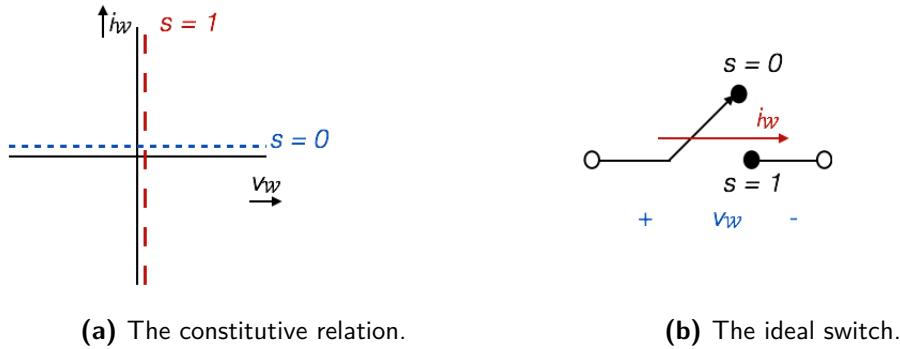 i𝒲
s = 1
s = 0
v𝒲
s = 0
i𝒲
s = 1
+ v𝒲 -
(a) The constitutive relation.
(b) The ideal switch.